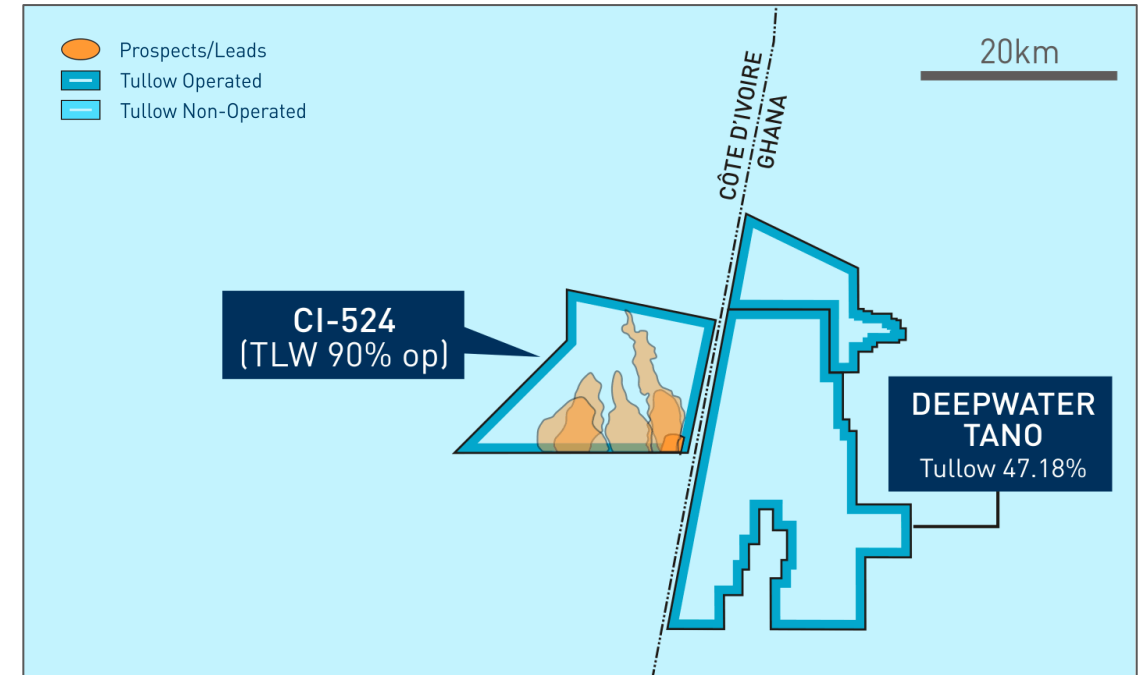 Prospects/Leads
Tullow Operated
Tullow Non-Operated
20km
CÔTE D'IVOIRE
GHANA
CI-524
(TLW 90% op)
DEEPWATER
TANO
Tullow 47.18%